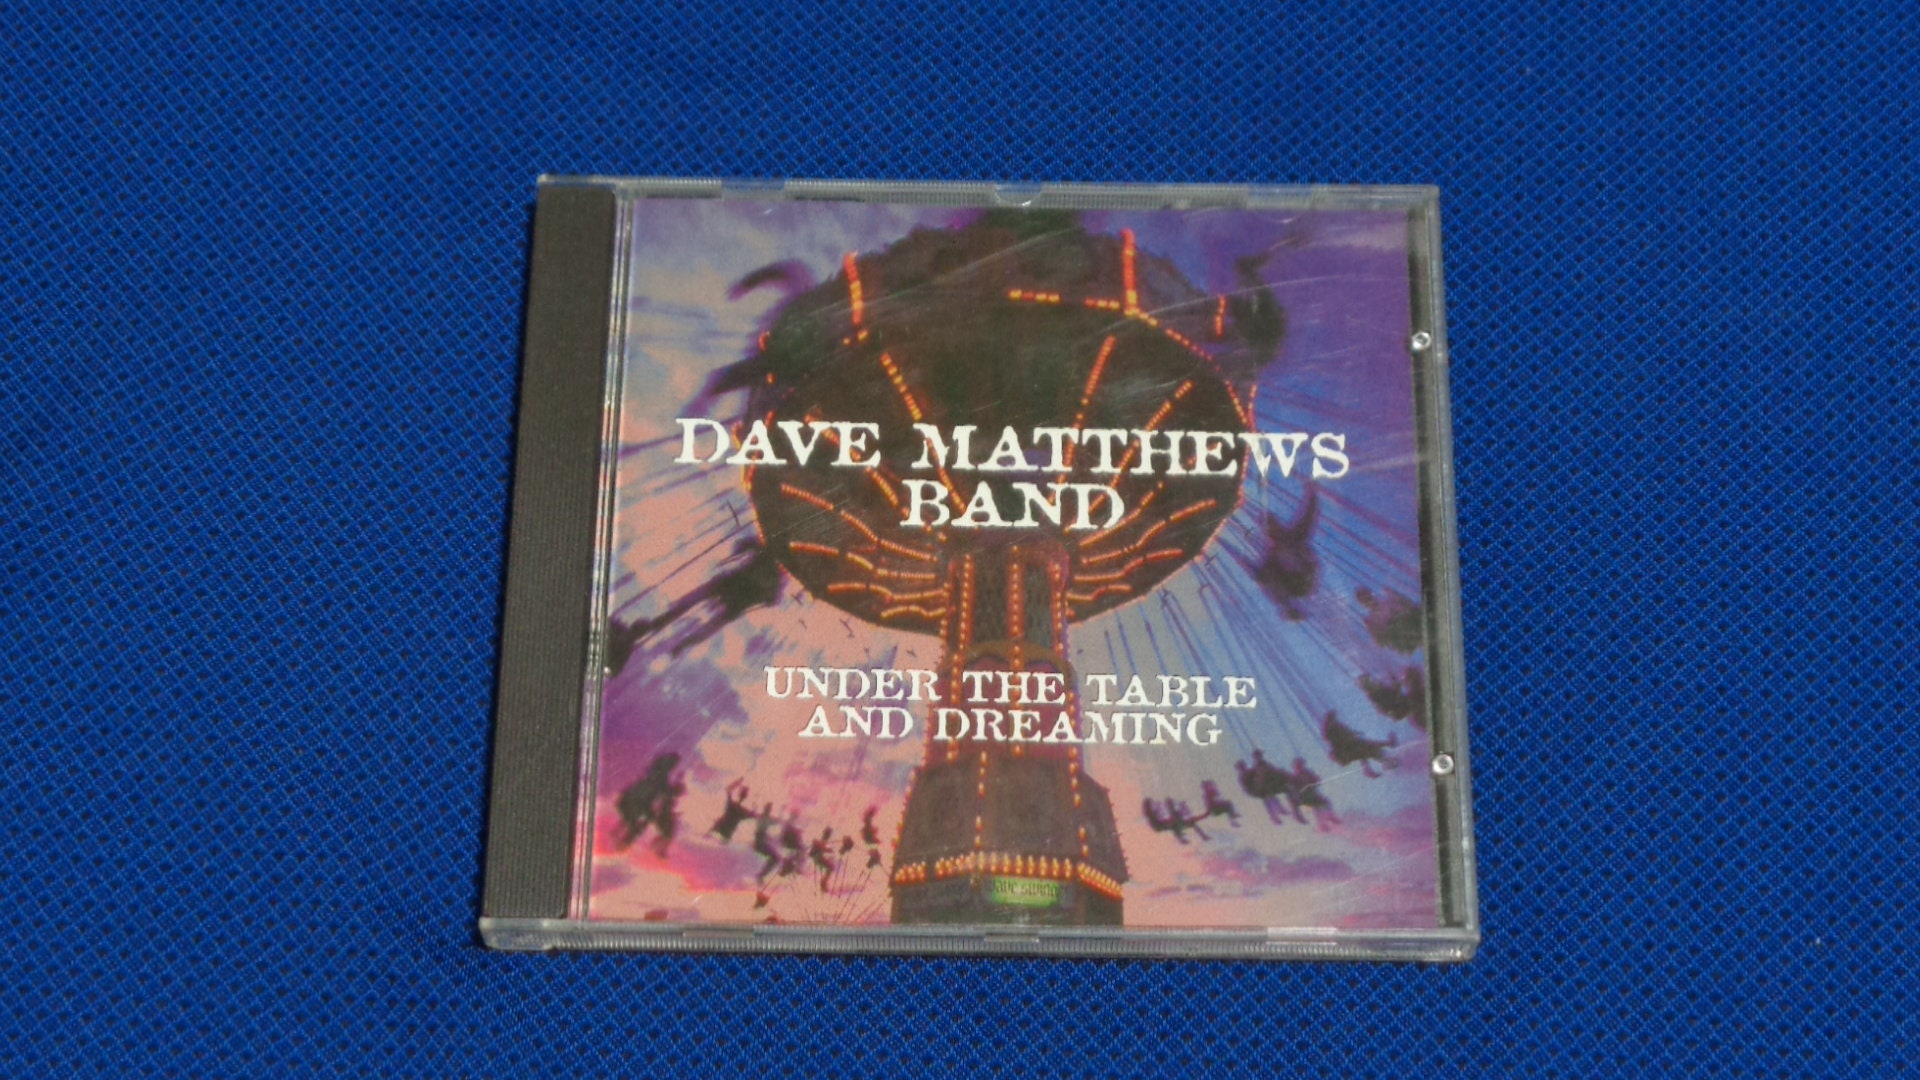 DAVE MATTHEWS
BAND
UNDER THE TABLE
AND DREAMING